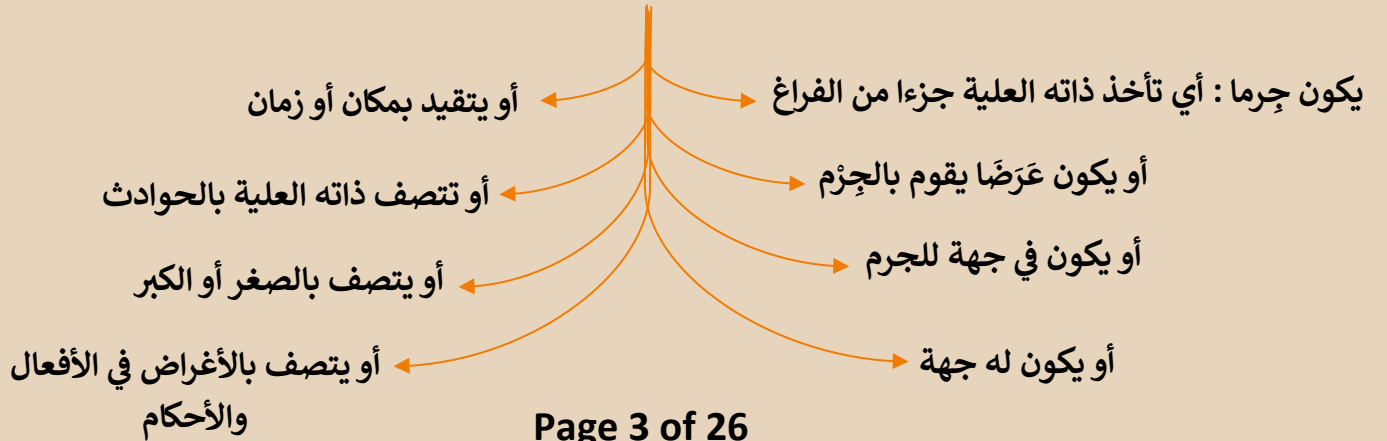 يكون جِرما : أي تأخذ ذاته العلية جزءا من الفراغ
أو يكون عَرَضَا يقوم بالجِرْم
أو يكون في جهة للجرم
أو يكون له جهة
أو يتقيد بمكان أو زمان
أو تتصف ذاته العلية بالحوادث
أو يتصف بالصغر أو الكبر
أو يتصف بالأغراض في الأفعال
والأحكام
Page 3 of 26